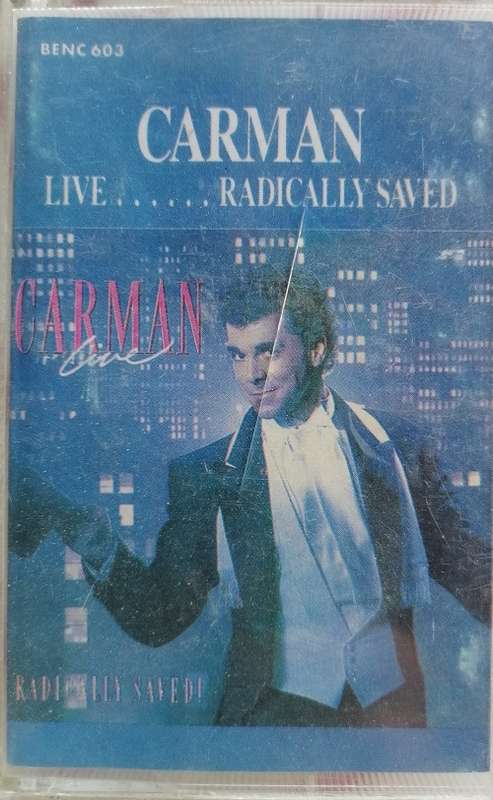 BENC 603
CARMAN
LIVE . . . . . . RADICALLY SAVED
CARMAN
Live
RADICALLY SAVED!